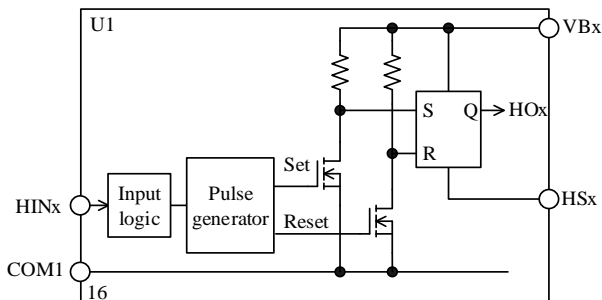 U1
VBx
S
Q
HOx
R
Set
Input
logic
Pulse
generator
HINx
HSx
Reset
COM1
16